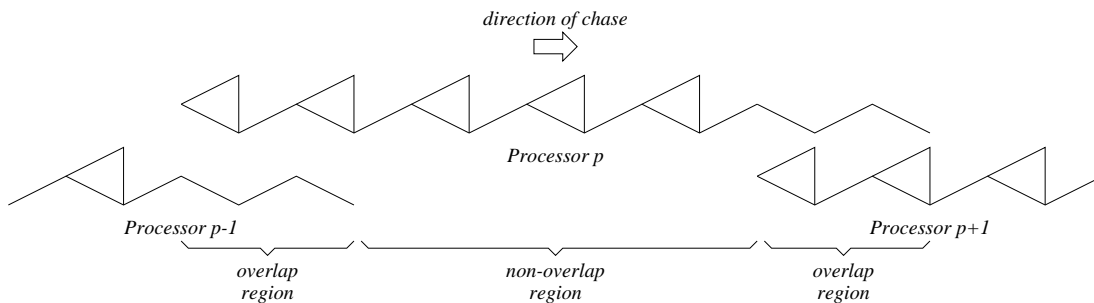 direction of chase
Processor p
Processor p-1
Processor p+1
overlap
region
non-overlap
region
overlap
region